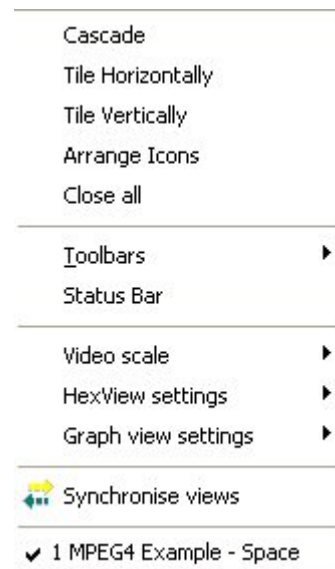 Cascade
Tile Horizontally
Tile Vertically
Arrange Icons
Close all
Toolbars
Status Bar
Video scale
HexView settings
Graph view settings
Synchronise views
1 MPEG4 Example - Space